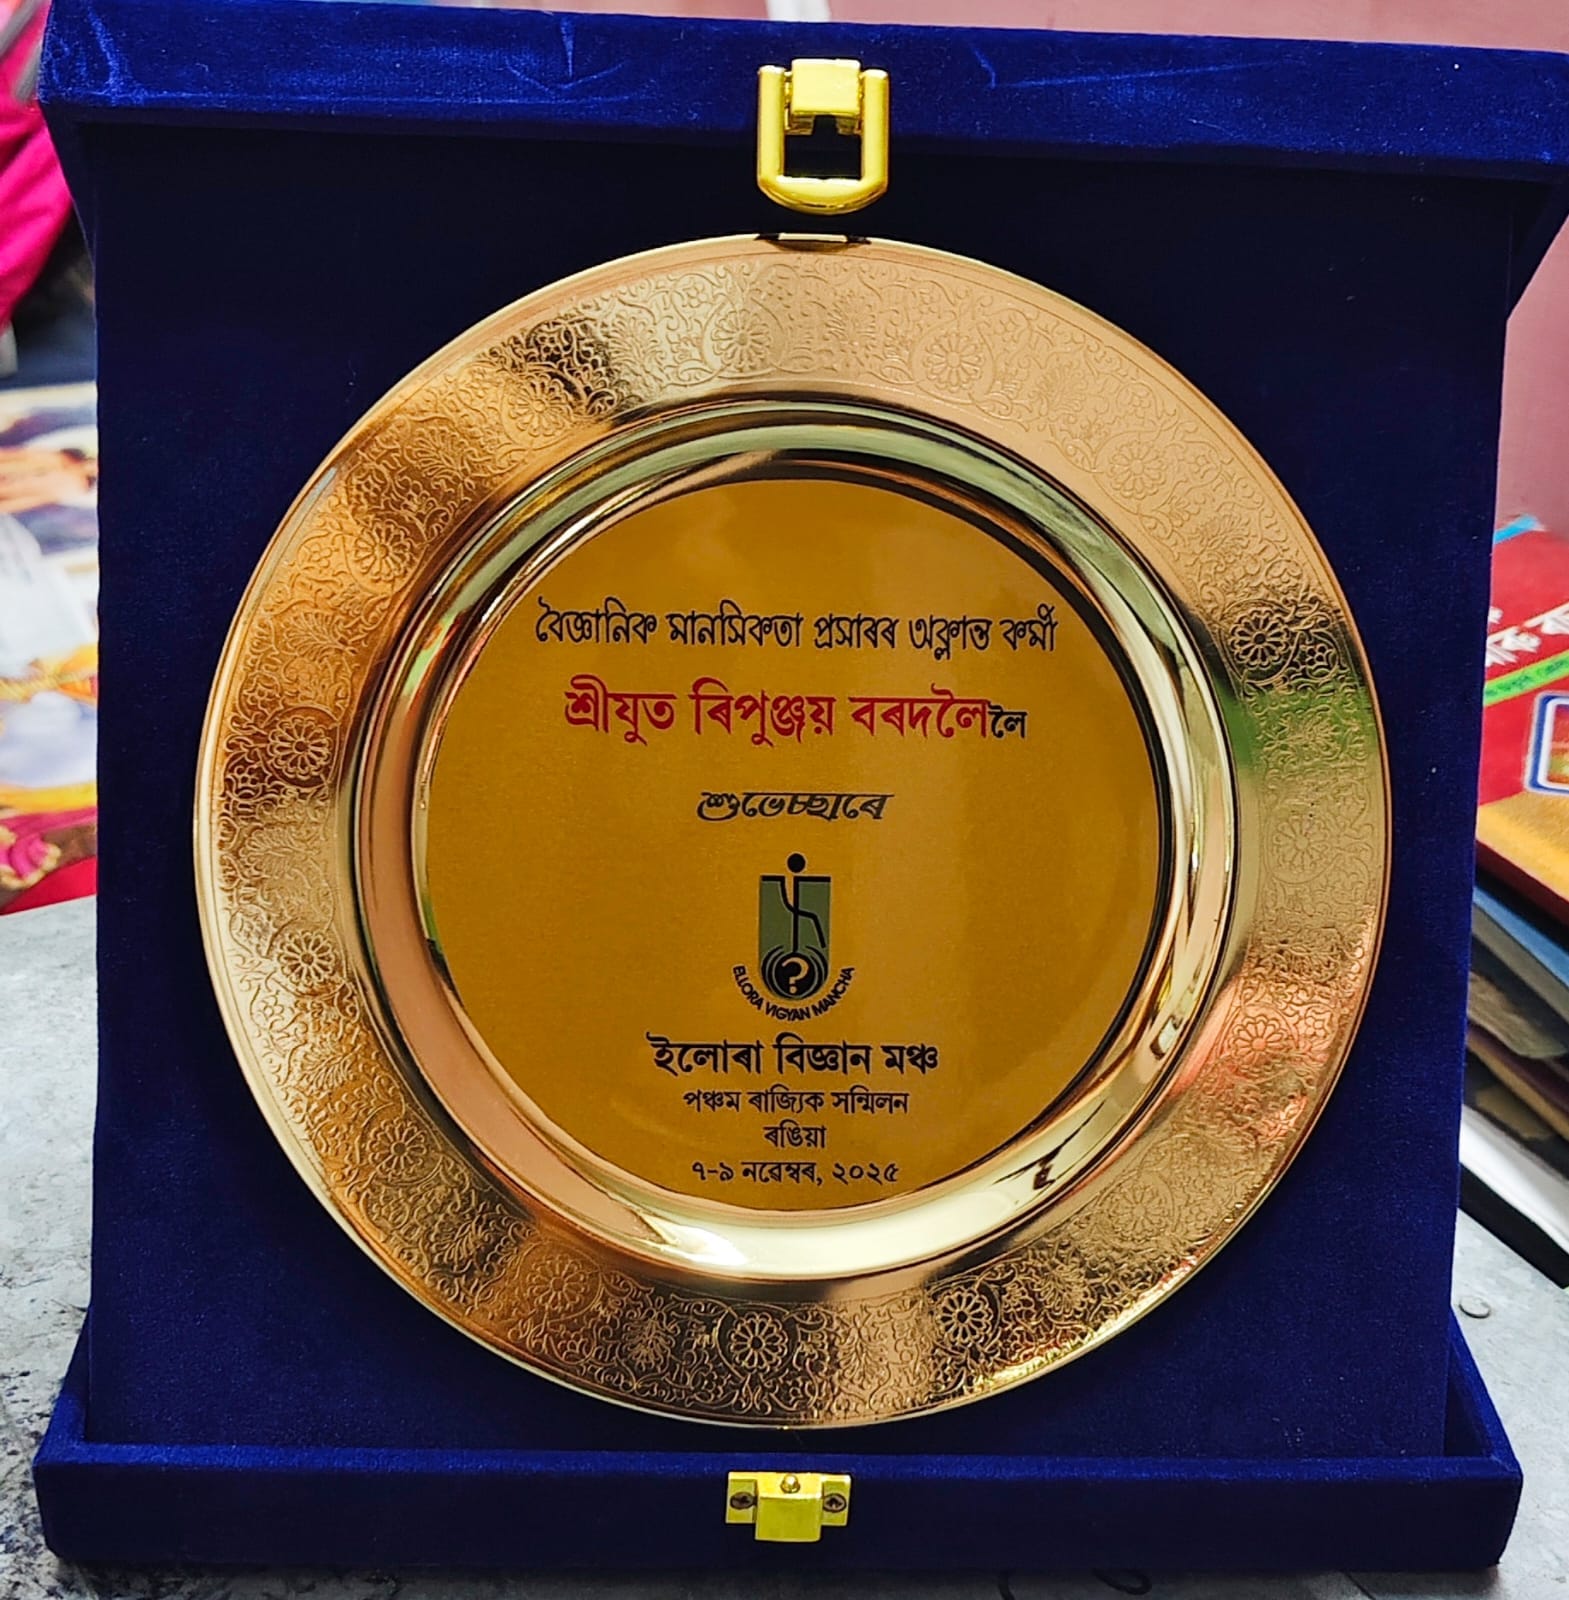 বৈজ্ঞানিক মানসিকতা প্ৰসাৰৰ অক্লান্ত কৰ্মী
শ্ৰীযুত ৰিপুঞ্জয় বৰদলৈলৈ
শুভেচ্ছাৰে
?
ELLORA VIGYAN MANCHA
ইলোৰা বিজ্ঞান মঞ্চ
পঞ্চম ৰাজ্যিক সন্মিলন
ৰঙিয়া
৭-৯ নৱেম্বৰ, ২০২৫